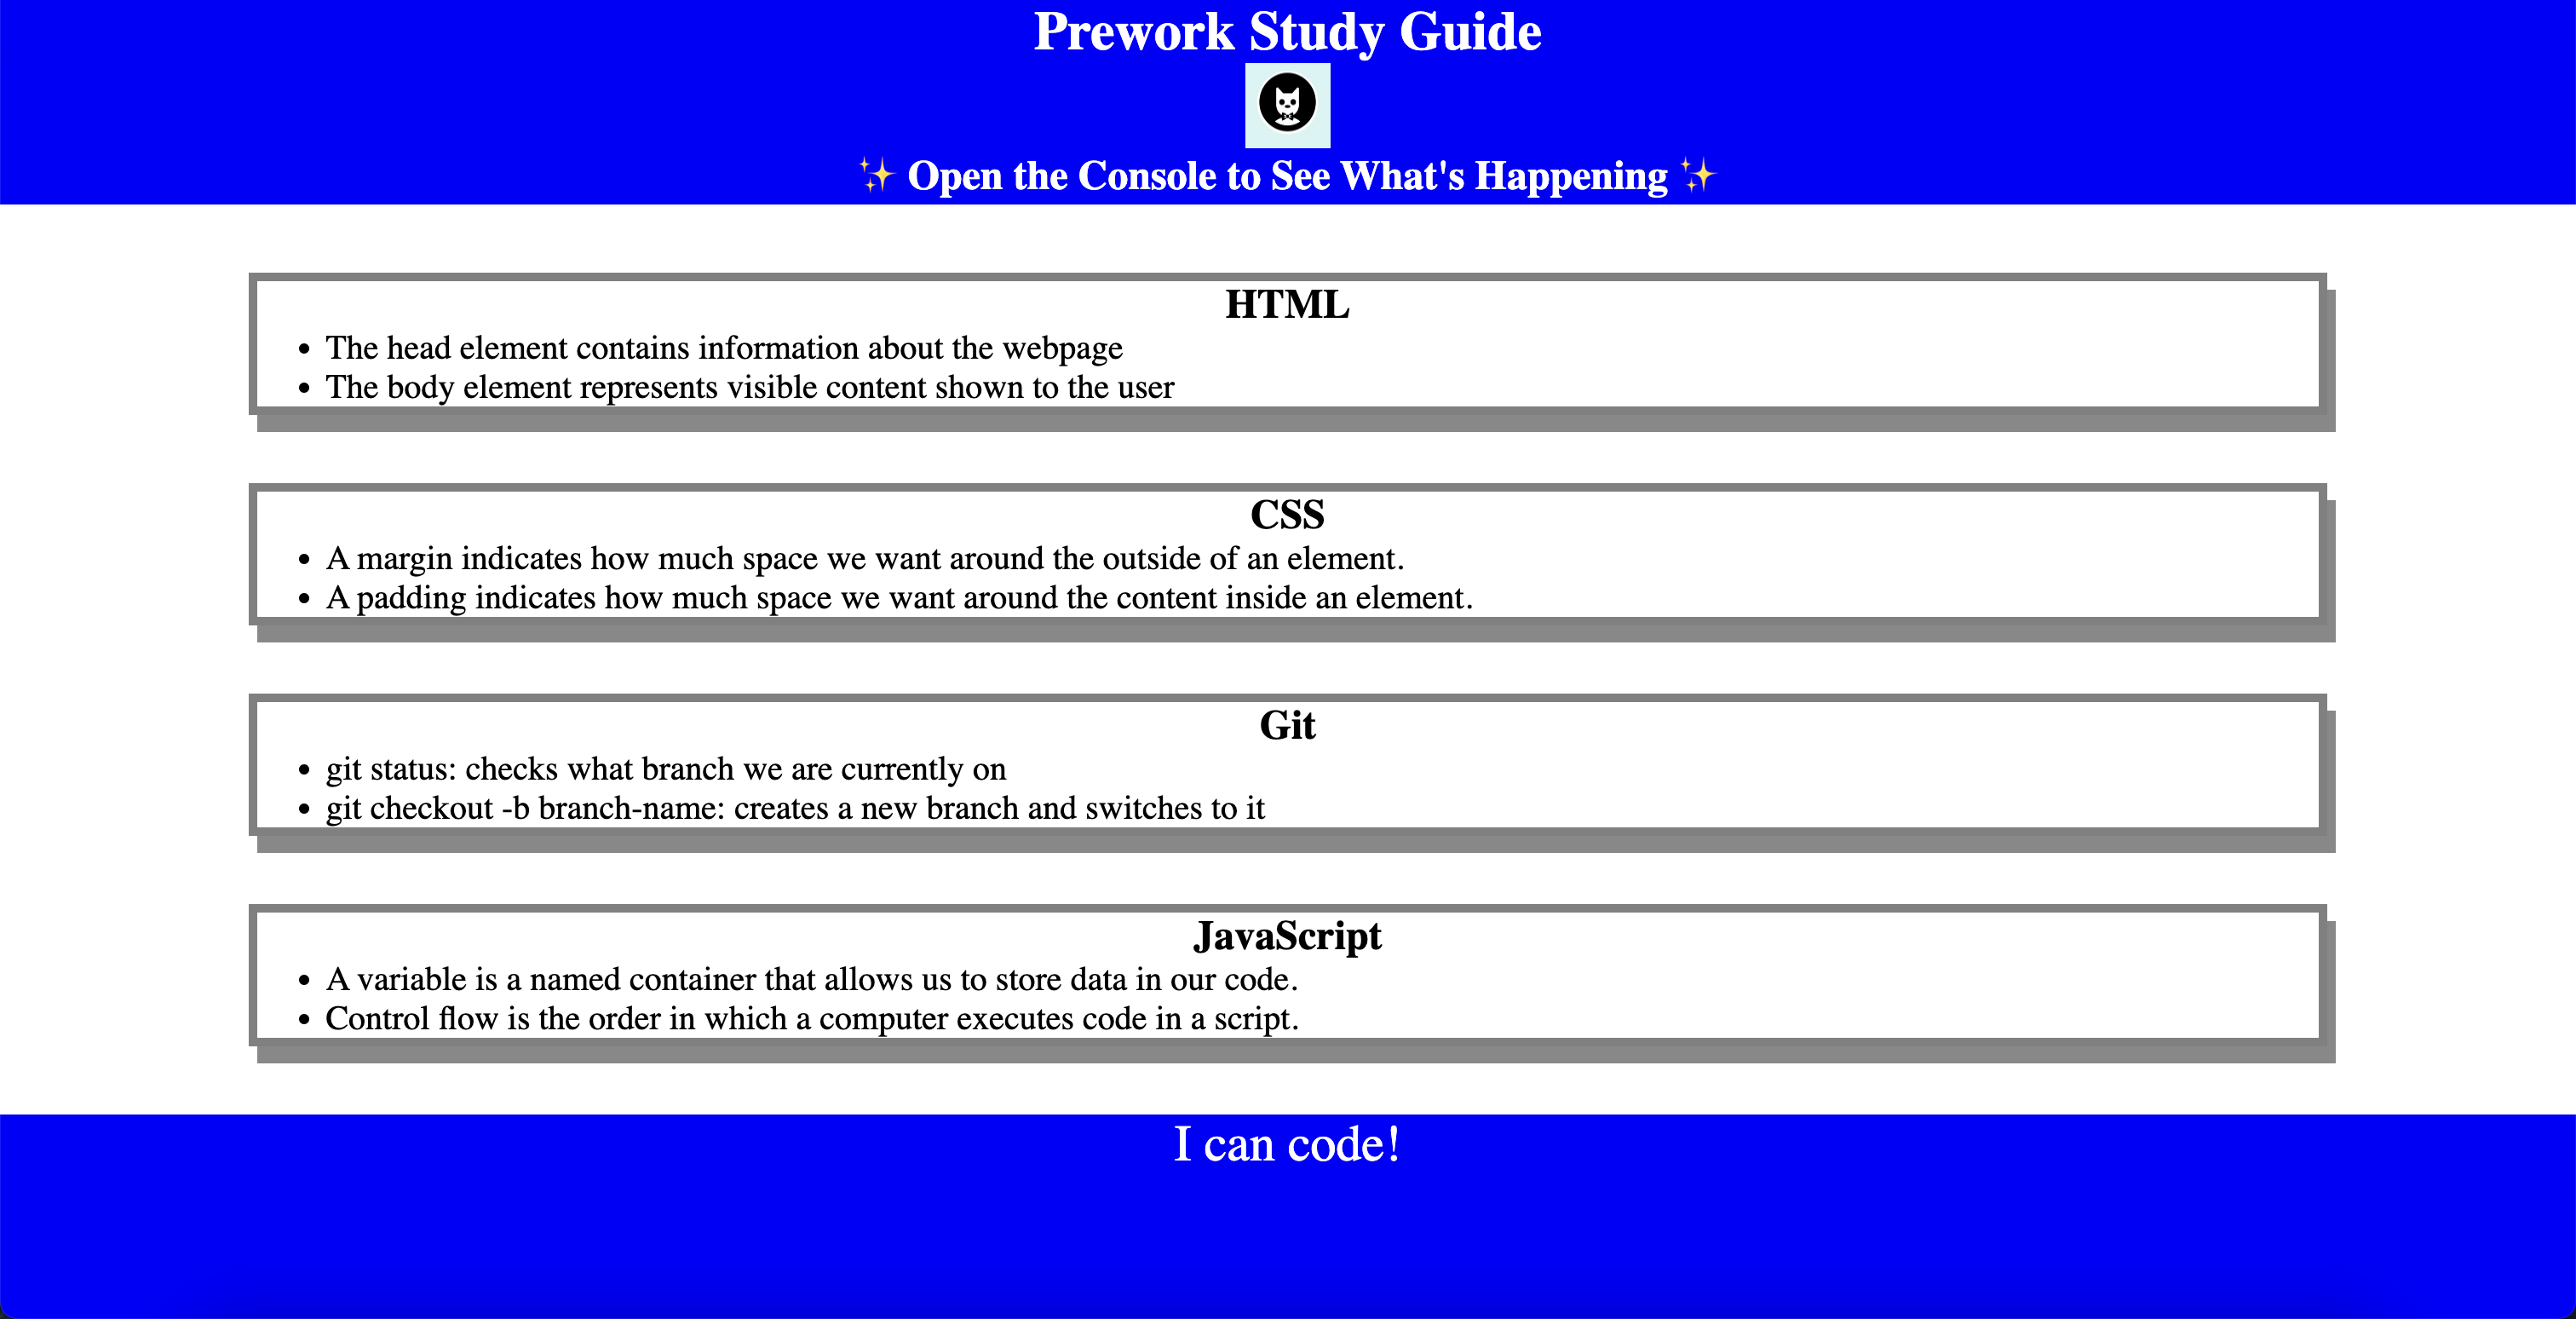 Prework Study Guide
✨ Open the Console to See What's Happening ✨
HTML
• The head element contains information about the webpage
• The body element represents visible content shown to the user
CSS
• A margin indicates how much space we want around the outside of an element.
• A padding indicates how much space we want around the content inside an element.
Git
• git status: checks what branch we are currently on
• git checkout -b branch-name: creates a new branch and switches to it
JavaScript
• A variable is a named container that allows us to store data in our code.
• Control flow is the order in which a computer executes code in a script.
I can code!